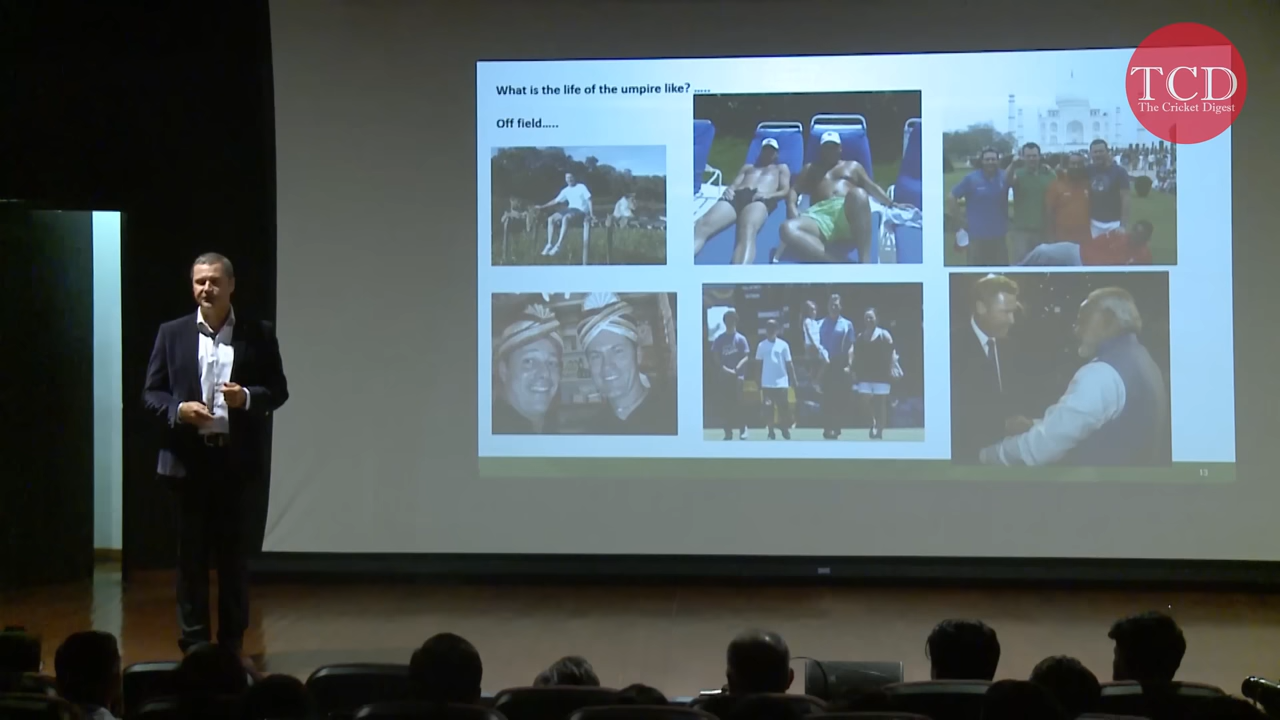 What is the life of the umpire like? .....
Off field.....
TCD
The Cricket Digest
13